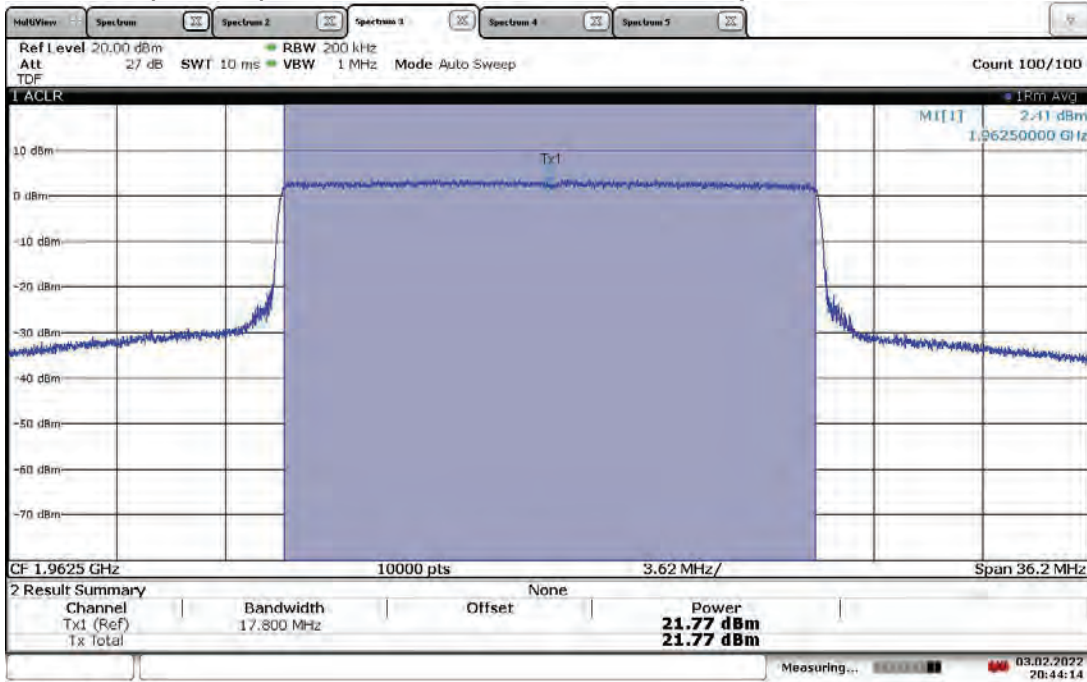 MultiView Spectrum Spectrum 2 Spectrum 3 Spectrum 4 Spectrum 5
Ref Level 20.00 dBm RBW 200 kHz
Att 27 dB SWT 10 ms VBW 1 MHz Mode Auto Sweep Count 100/100
TDF
1 ACLR 1Rm Avg
M1[1] 2.41 dBm
1.96250000 GHz
10 dBm
Tx1
0 dBm
-10 dBm
-20 dBm
-30 dBm
-40 dBm
-50 dBm
-60 dBm
-70 dBm
CF 1.9625 GHz 10000 pts 3.62 MHz/ Span 36.2 MHz
2 Result Summary None
Channel Bandwidth Offset Power
Tx1 (Ref) 17.800 MHz 21.77 dBm
Tx Total 21.77 dBm
Measuring... 03.02.2022
20:44:14